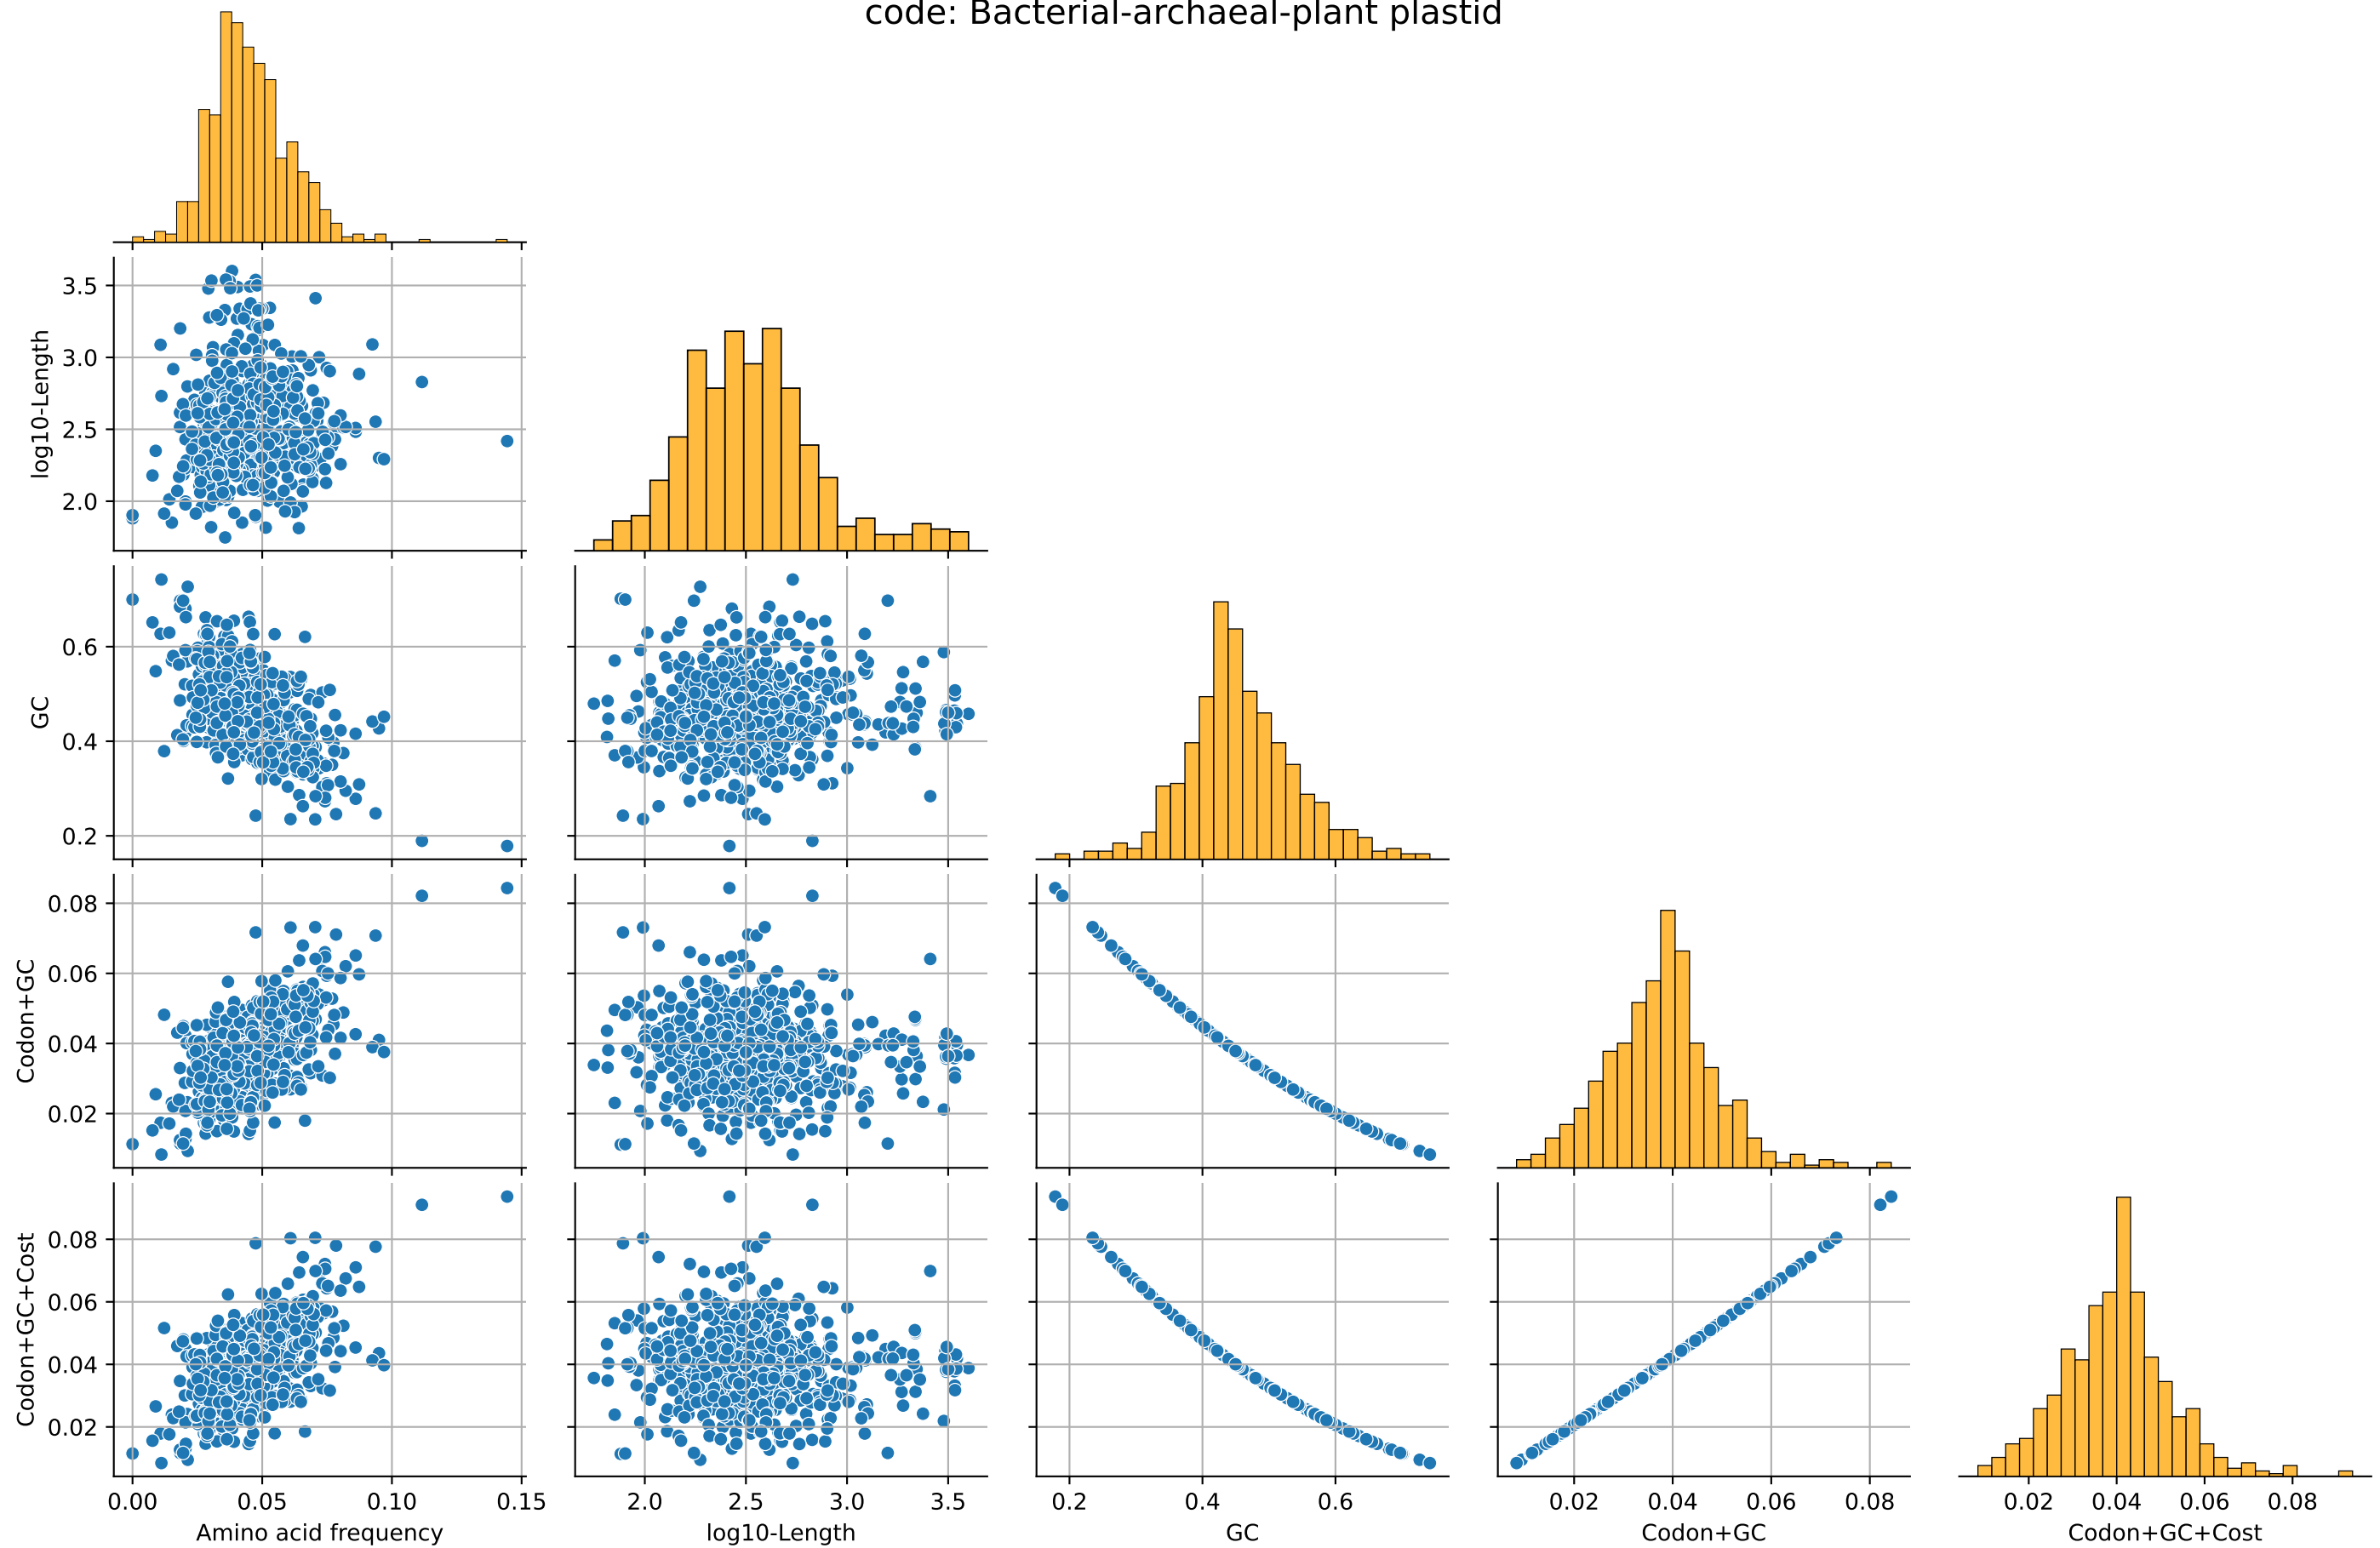 code: Bacterial-archaeal-plant plastid
3.5
3.0
2.5
2.0
log10-Length
0.6
0.4
0.2
GC
0.08
0.06
0.04
0.02
Codon+GC
0.08
0.06
0.04
0.02
Codon+GC+Cost
0.00 0.05 0.10 0.15 2.0 2.5 3.0 3.5 0.2 0.4 0.6 0.02 0.04 0.06 0.08 0.02 0.04 0.06 0.08
Amino acid frequency log10-Length GC Codon+GC Codon+GC+Cost